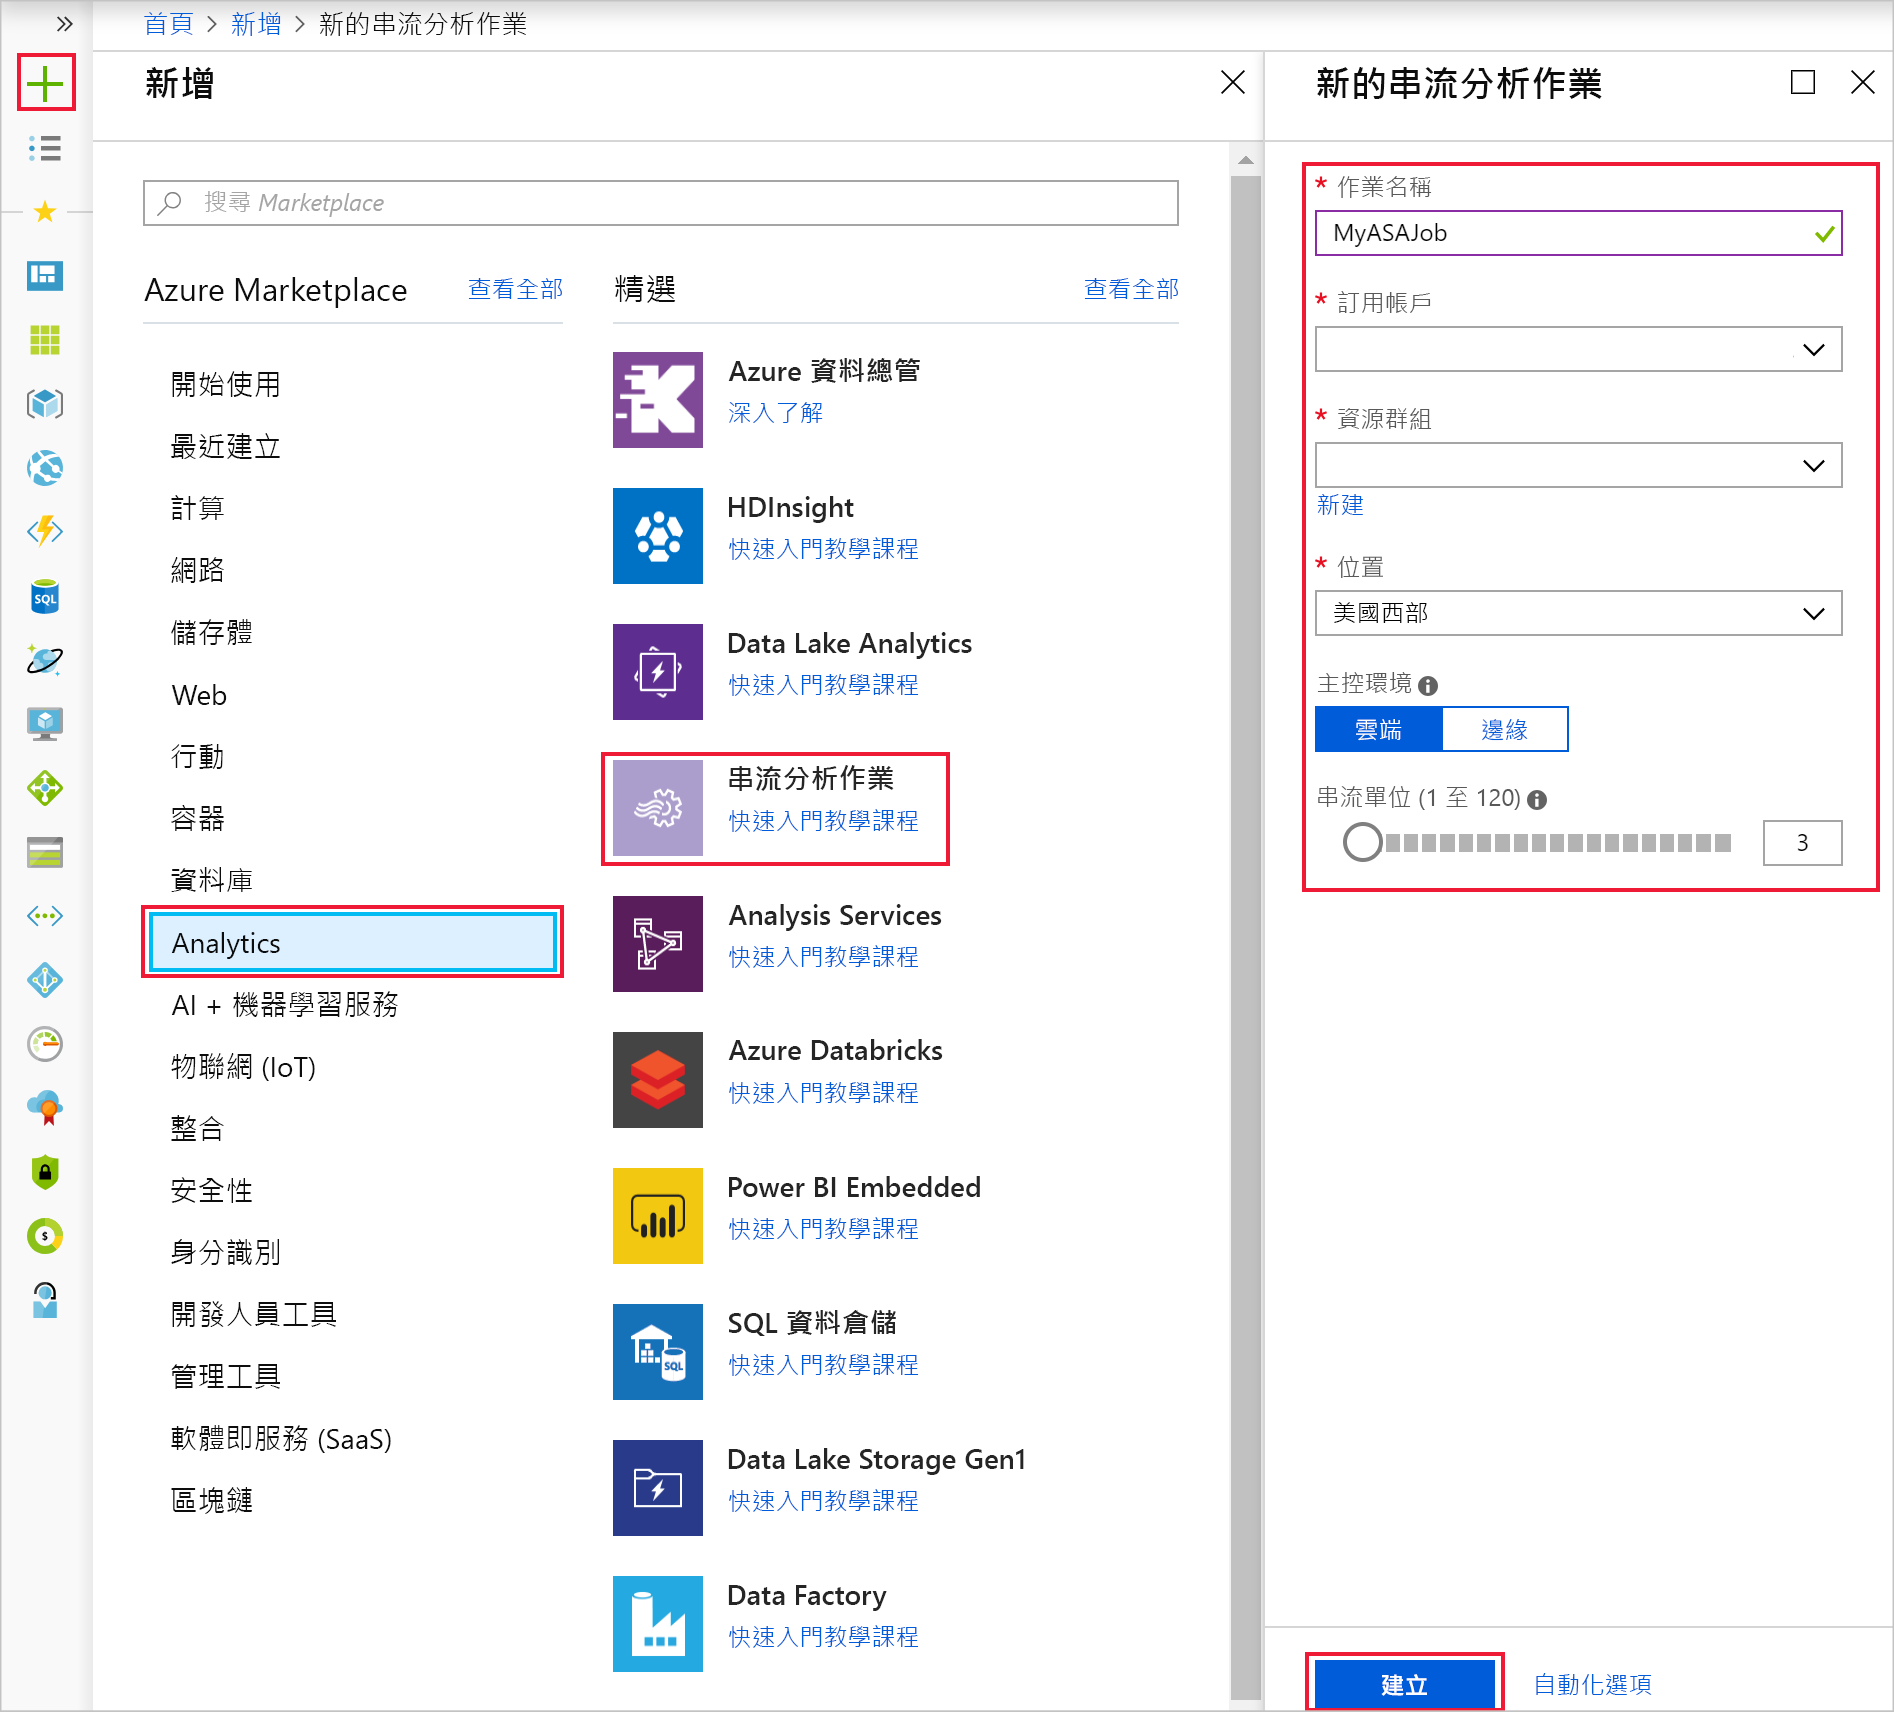 首頁 > 新增 > 新的串流分析作業
新增
搜尋 Marketplace
Azure Marketplace 查看全部
開始使用
最近建立
計算
網路
儲存體
Web
行動
容器
資料庫
Analytics
AI + 機器學習服務
物聯網 (IoT)
整合
安全性
身分識別
開發人員工具
管理工具
軟體即服務 (SaaS)
區塊鏈
精選 查看全部
Azure 資料總管
深入了解
HDInsight
快速入門教學課程
Data Lake Analytics
快速入門教學課程
串流分析作業
快速入門教學課程
Analysis Services
快速入門教學課程
Azure Databricks
快速入門教學課程
Power BI Embedded
快速入門教學課程
SQL 資料倉儲
快速入門教學課程
SQL
Data Lake Storage Gen1
快速入門教學課程
Data Factory
快速入門教學課程
SQL
新的串流分析作業
* 作業名稱
MyASAJob
* 訂用帳戶
* 資源群組
新建
* 位置
美國西部
主控環境
雲端 邊緣
串流單位 (1 至 120)
3
建立 自動化選項